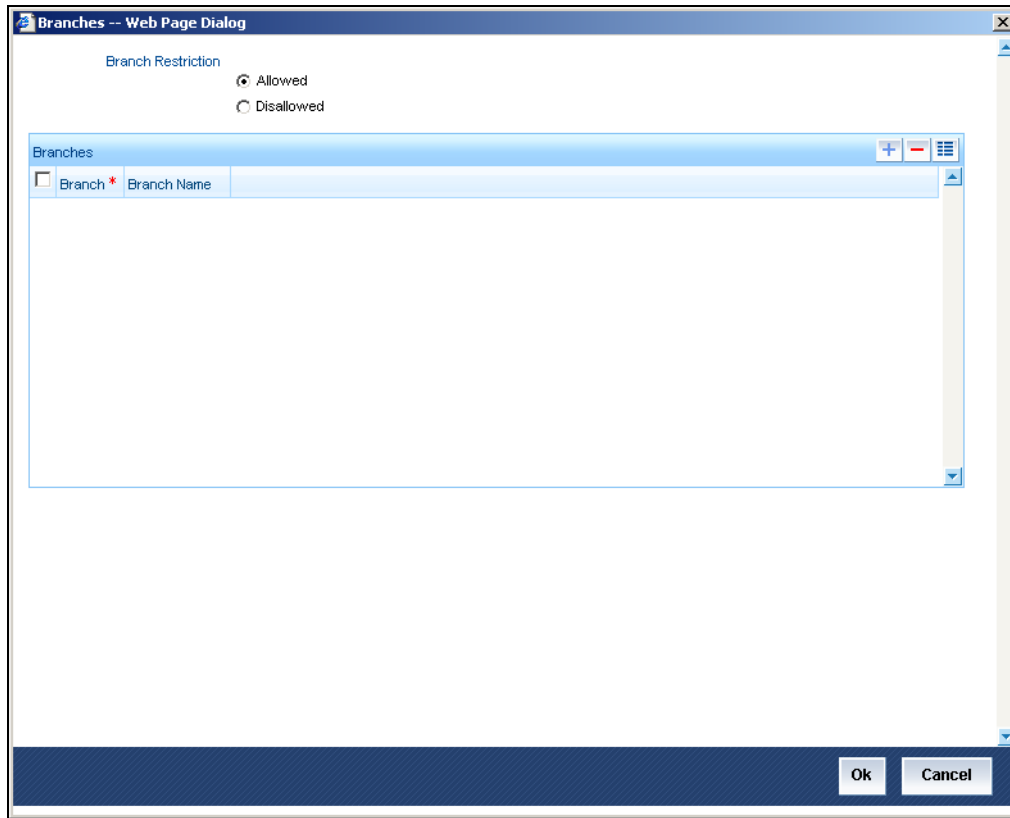 Branches -- Web Page Dialog
Branch Restriction
Allowed
Disallowed
Branches
Branch * Branch Name
Ok Cancel